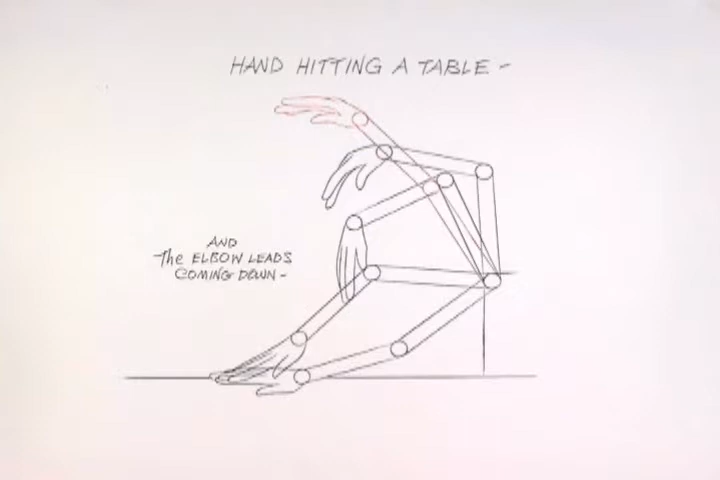 HAND HITTING A TABLE -
AND
The ELBOW LEADS
COMING DOWN -